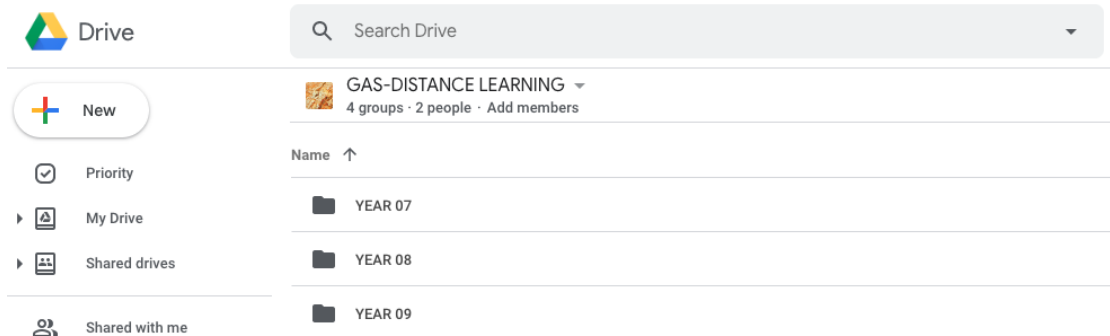 Drive
Search Drive
GAS-DISTANCE LEARNING
4 groups · 2 people · Add members
New
Name
Priority
My Drive
Shared drives
Shared with me
YEAR 07
YEAR 08
YEAR 09